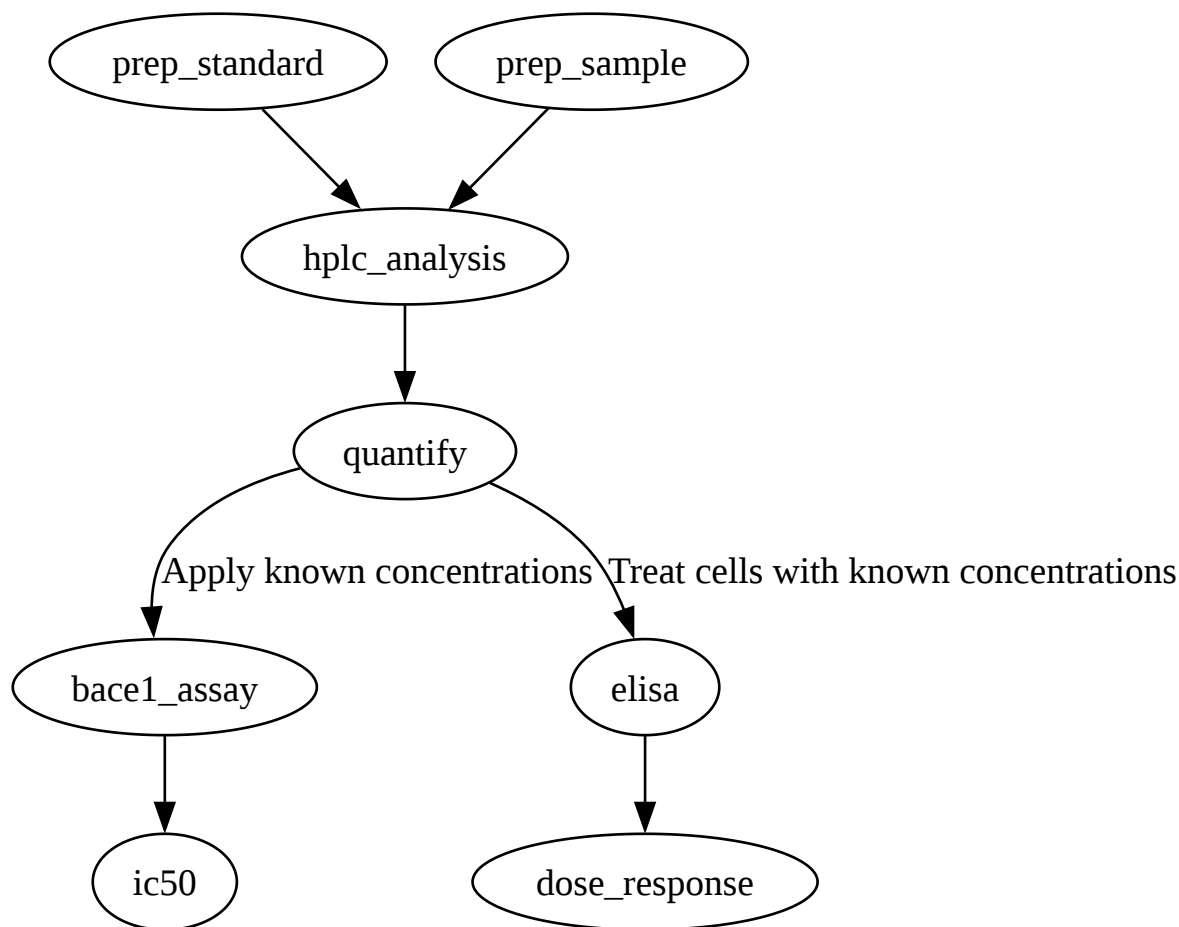 prep_standard
prep_sample
hplc_analysis
quantify
Apply known concentrations
Treat cells with known concentrations
bace1_assay
elisa
ic50
dose_response